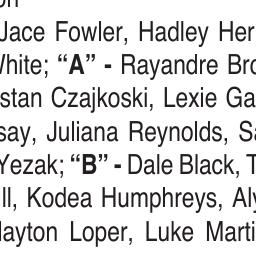 Jace Fowler, Hadley Her
White; “A” - Rayandre Bro
stan Czajkoski, Lexie Ga
say, Juliana Reynolds, Sa
Yezak; “B” - Dale Black, T
ll, Kodea Humphreys, Aly
layton Loper, Luke Marti